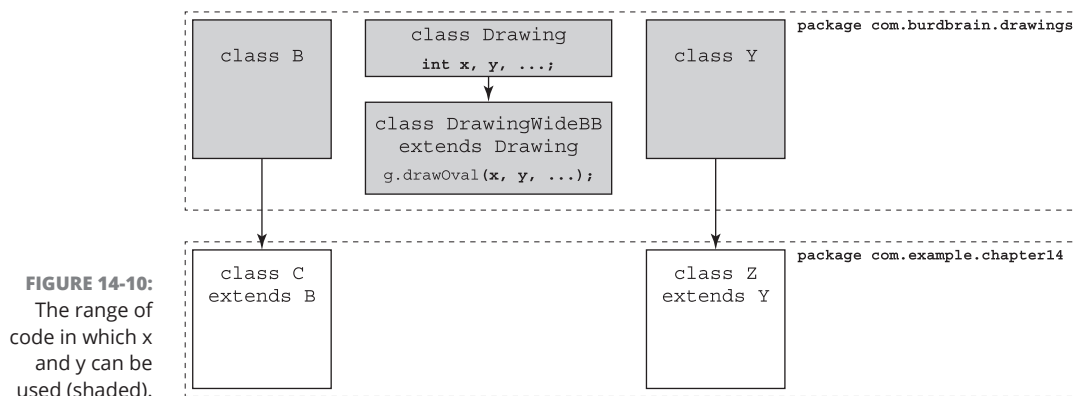 package com.burdbrain.drawings
class B
class Drawing
int x, y, ...;
class Y
class DrawingWideBB
extends Drawing
g.drawOval(x, y, ...);
package com.example.chapter14
class C
extends B
class Z
extends Y
FIGURE 14-10:
The range of
code in which x
and y can be
used (shaded).